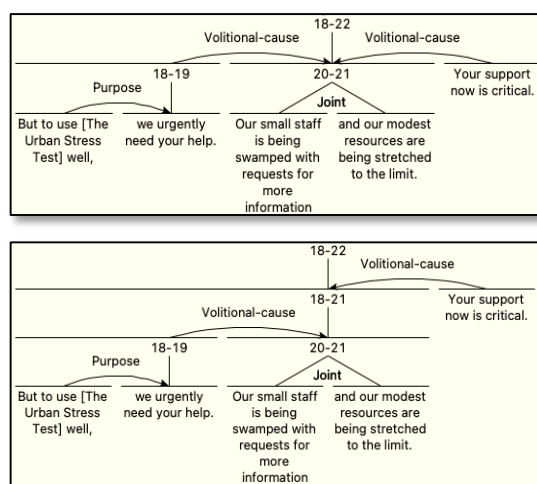 18-22
Volitional-cause Volitional-cause
18-19 20-21 Your support
now is critical.
Purpose Joint
But to use [The
Urban Stress
Test] well,
we urgently
need your help.
Our small staff
is being
swamped with
requests for
more
information
and our modest
resources are
being stretched
to the limit.
18-22
Volitional-cause
18-21 Your support
now is critical.
Volitional-cause
18-19 20-21
Purpose Joint
But to use [The
Urban Stress
Test] well,
we urgently
need your help.
Our small staff
is being
swamped with
requests for
more
information
and our modest
resources are
being stretched
to the limit.